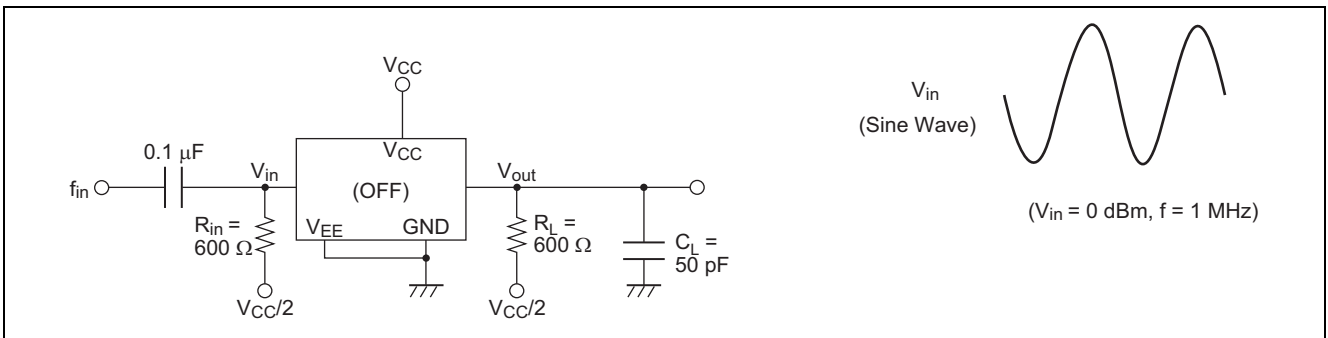 VCC
VCC
0.1 μF
fin
Vin
(OFF)
Vout
Rin =
600 Ω
VEE
GND
RL =
600 Ω
CL =
50 pF
VCC/2
VCC/2
Vin
(Sine Wave)
(Vin = 0 dBm, f = 1 MHz)